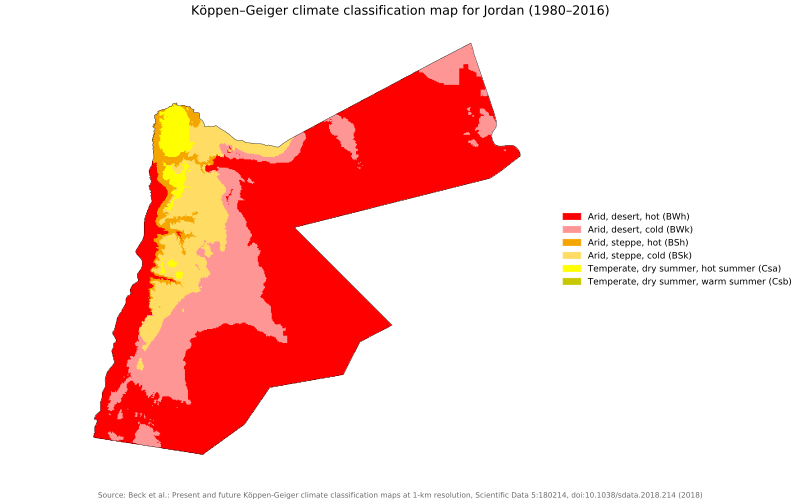 Köppen–Geiger climate classification map for Jordan (1980–2016)
Arid, desert, hot (BWh)
Arid, desert, cold (BWk)
Arid, steppe, hot (BSh)
Arid, steppe, cold (BSk)
Temperate, dry summer, hot summer (Csa)
Temperate, dry summer, warm summer (Csb)
Source: Beck et al.: Present and future Köppen-Geiger climate classification maps at 1-km resolution, Scientific Data 5:180214, doi:10.1038/sdata.2018.214 (2018)